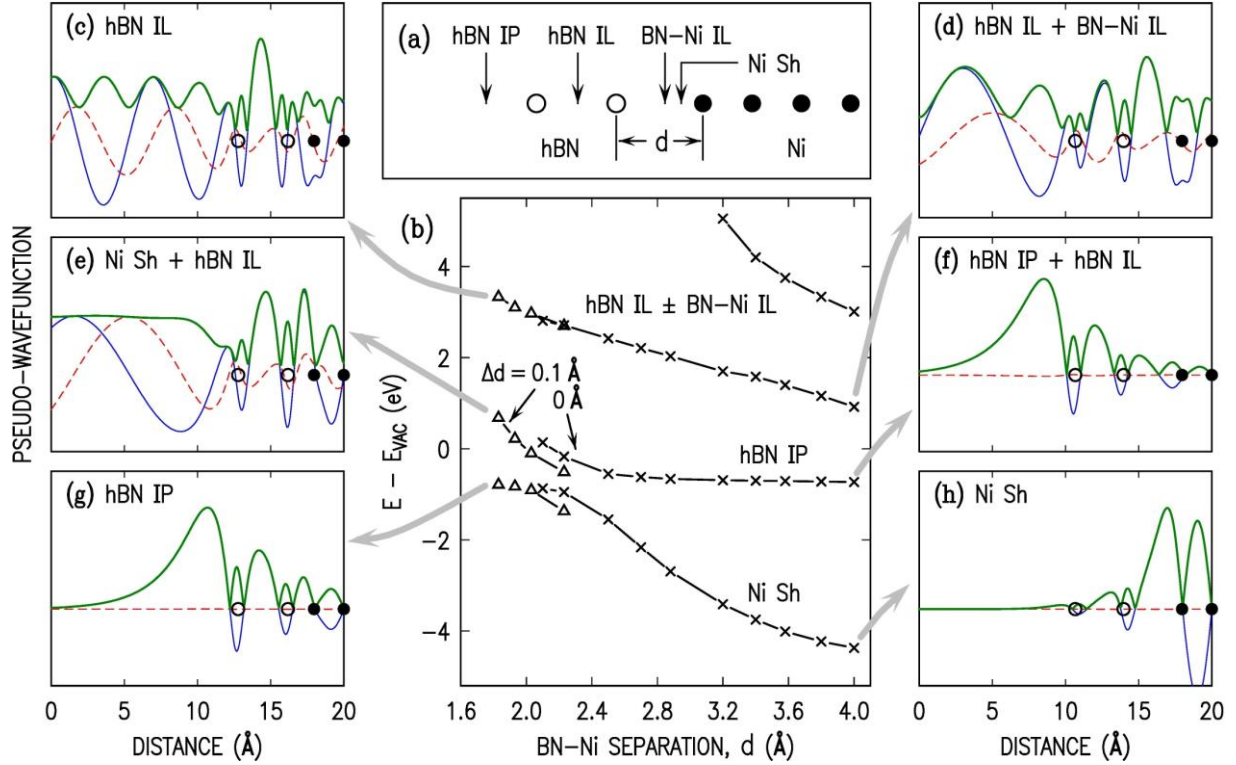 (c) hBN IL
(a)
hBN IP
hBN IL
BN–Ni IL
Ni Sh
hBN
d
Ni
(d) hBN IL + BN–Ni IL
PSEUDO–WAVEFUNCTION
(e) Ni Sh + hBN IL
(g) hBN IP
0 5 10 15 20
DISTANCE (Å)
(b)
E – E_VAC (eV)
4
2
0
−2
−4
hBN IL ± BN–Ni IL
Δd = 0.1 Å
0 Å
hBN IP
Ni Sh
1.6 2.0 2.4 2.8 3.2 3.6 4.0
BN–Ni SEPARATION, d (Å)
(f) hBN IP + hBN IL
(h) Ni Sh
0 5 10 15 20
DISTANCE (Å)